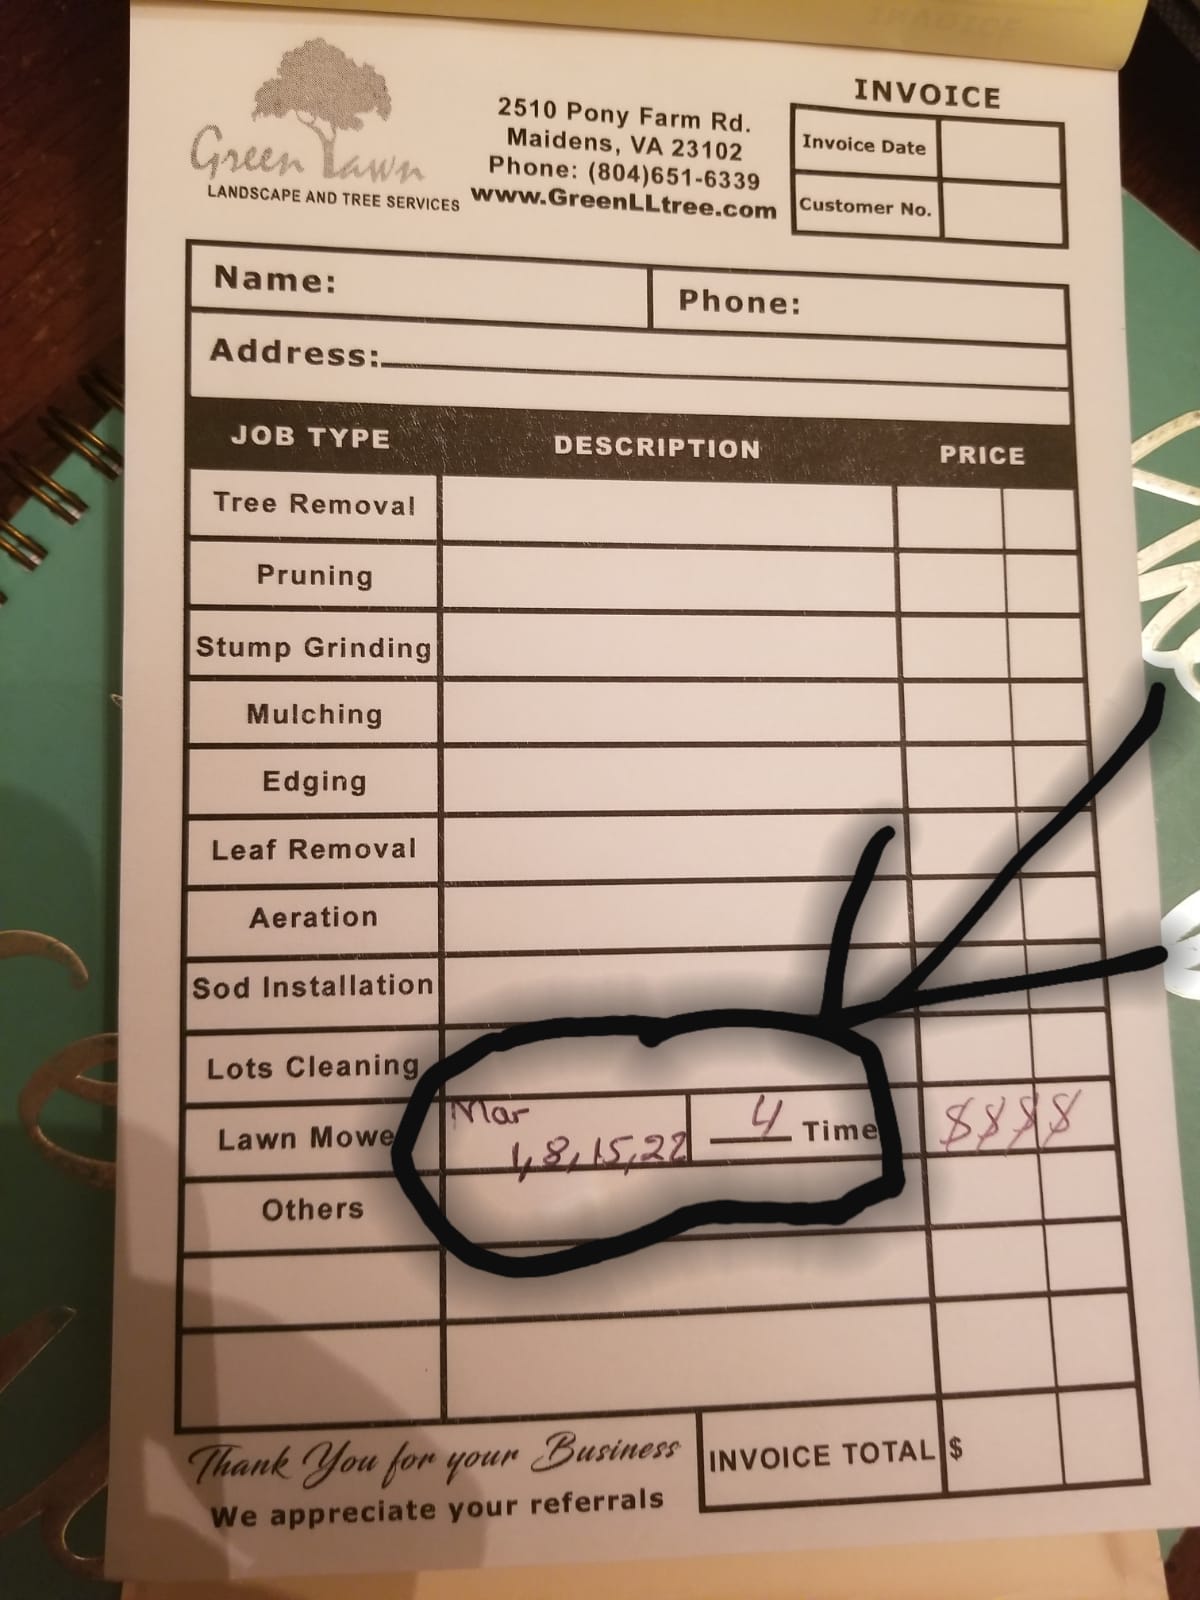 INVOICE
Green Lawn
LANDSCAPE AND TREE SERVICES
2510 Pony Farm Rd.
Maidens, VA 23102
Phone: (804)651-6339
www.GreenLLtree.com
INVOICE
Invoice Date
Customer No.
Name:
Phone:
Address:
JOB TYPE DESCRIPTION PRICE
Tree Removal
Pruning
Stump Grinding
Mulching
Edging
Leaf Removal
Aeration
Sod Installation
Lots Cleaning
Lawn Mowe Mar 4 Time $$$$
1,8,15,22
Others
Thank You for your Business
We appreciate your referrals
INVOICE TOTAL $